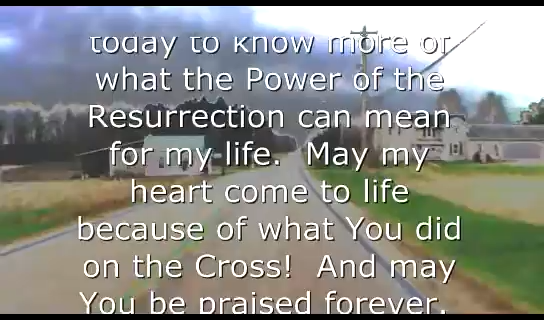 today to know more of
what the Power of the
Resurrection can mean
for my life.  May my
heart come to life
because of what You did
on the Cross!  And may
You be praised forever.